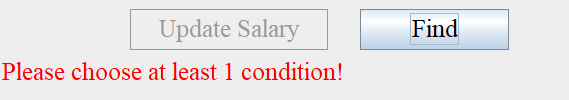 Update Salary Find
Please choose at least 1 condition!